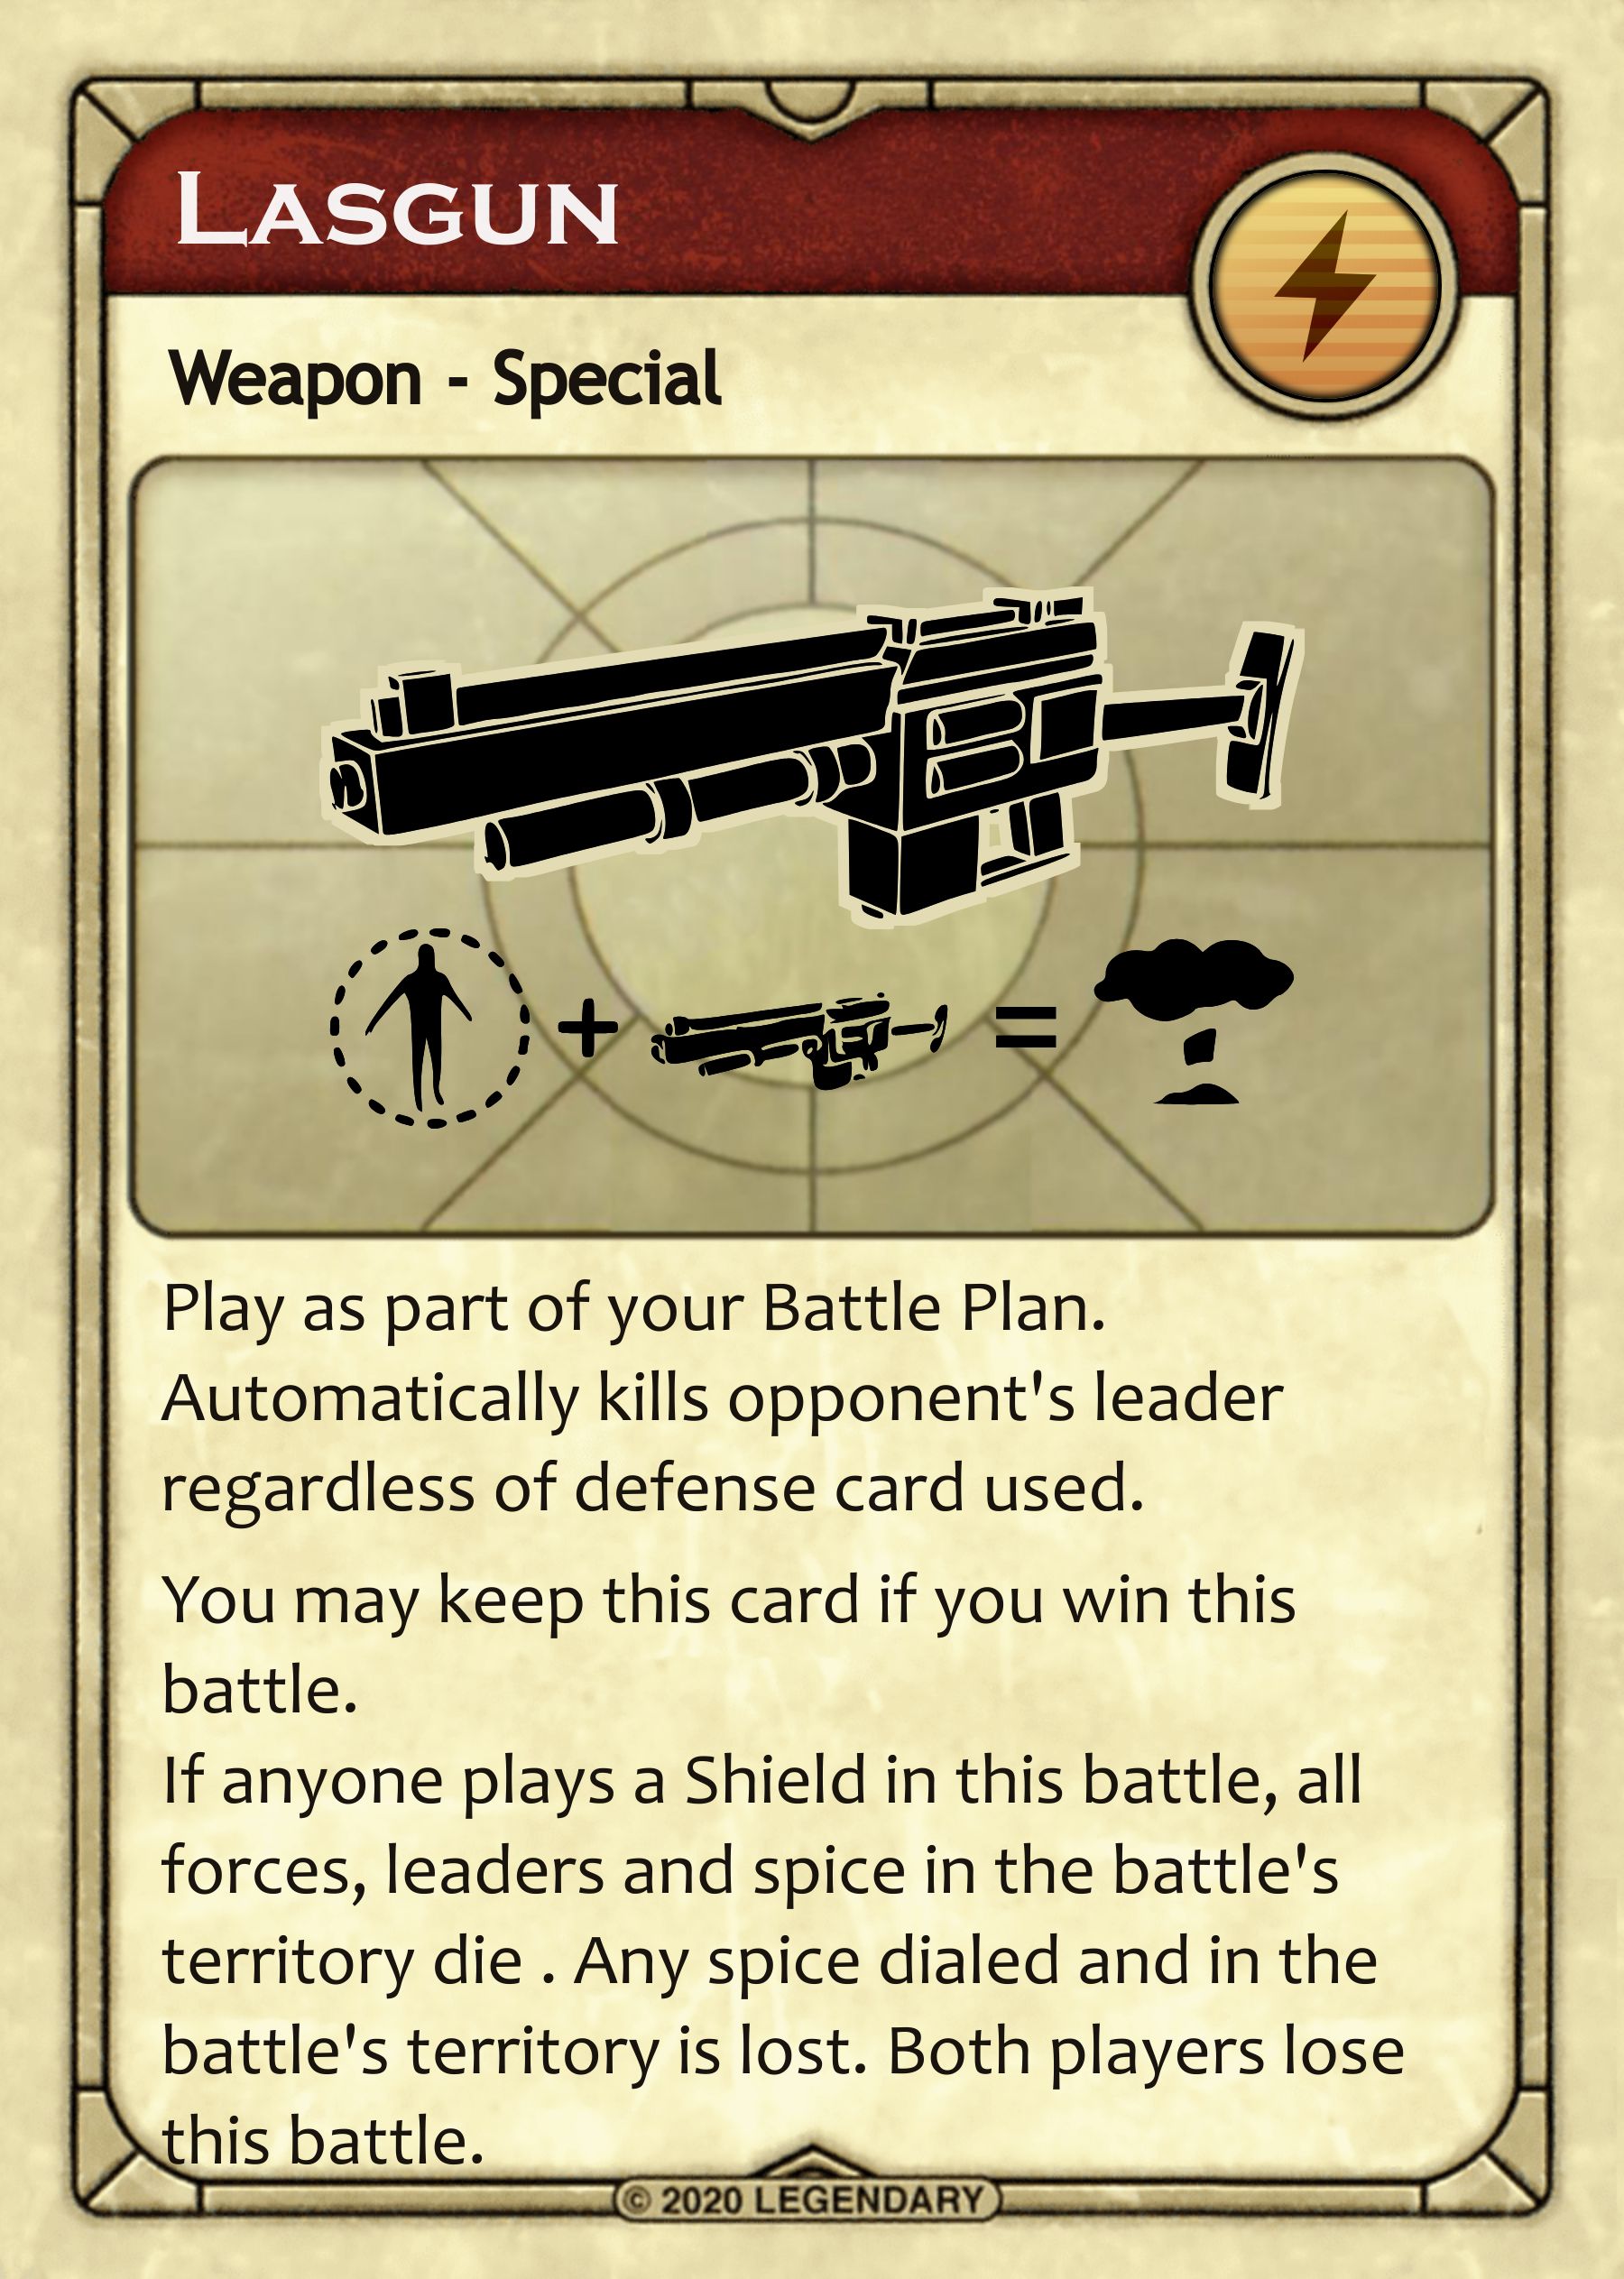 LASGUN
Weapon - Special
+ =
Play as part of your Battle Plan.
Automatically kills opponent's leader
regardless of defense card used.
You may keep this card if you win this
battle.
If anyone plays a Shield in this battle, all
forces, leaders and spice in the battle's
territory die . Any spice dialed and in the
battle's territory is lost. Both players lose
this battle.
© 2020 LEGENDARY